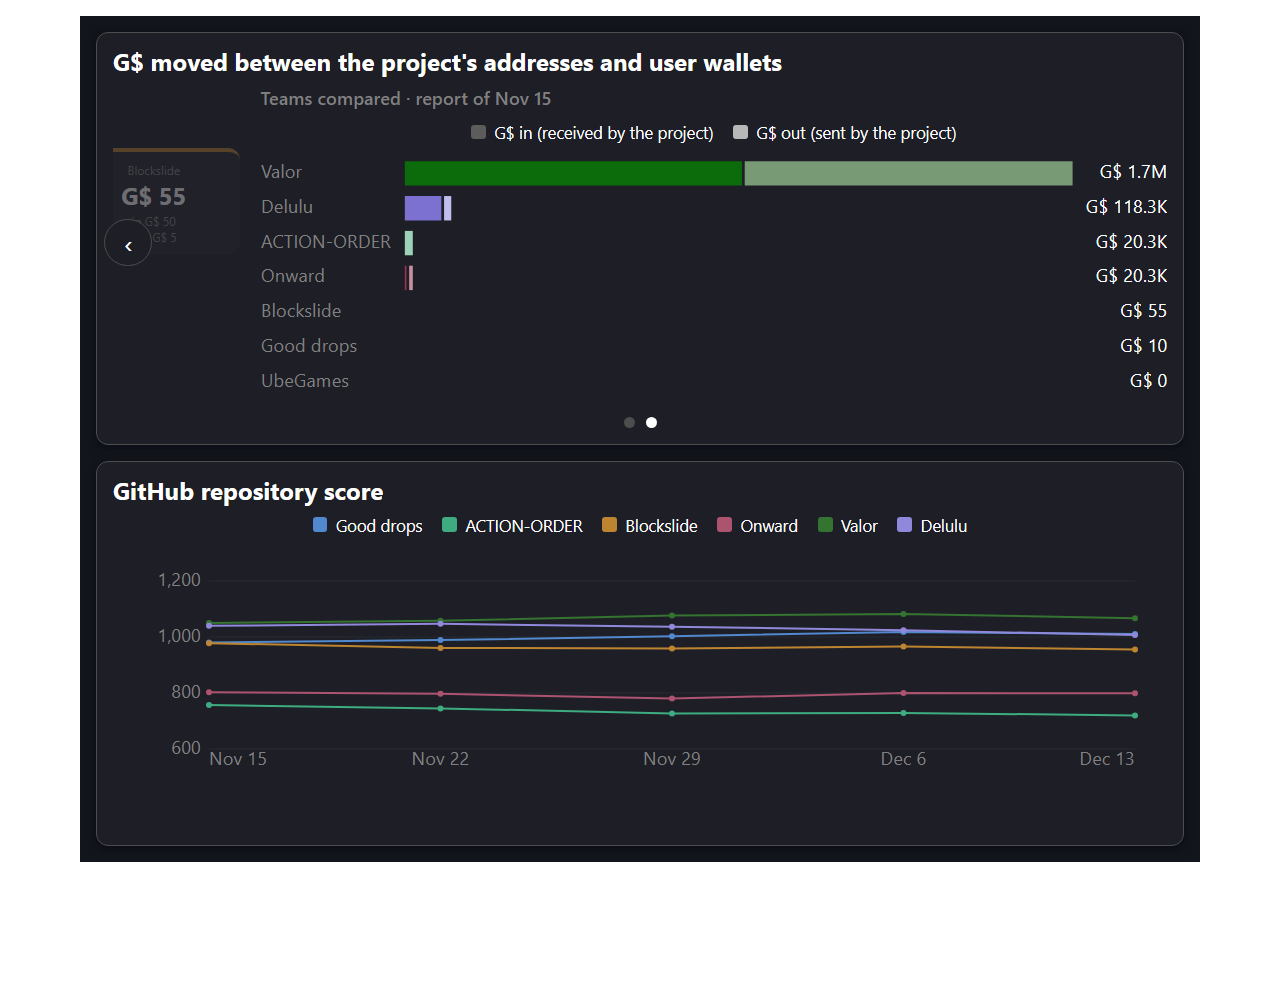 G$ moved between the project's addresses and user wallets
Teams compared · report of Nov 15
G$ in (received by the project)
G$ out (sent by the project)
Blockslide
G$ 55
G$ 50
G$ 5
‹
Valor G$ 1.7M
Delulu G$ 118.3K
ACTION-ORDER G$ 20.3K
Onward G$ 20.3K
Blockslide G$ 55
Good drops G$ 10
UbeGames G$ 0
GitHub repository score
Good drops ACTION-ORDER Blockslide Onward Valor Delulu
1,200
1,000
800
600
Nov 15 Nov 22 Nov 29 Dec 6 Dec 13